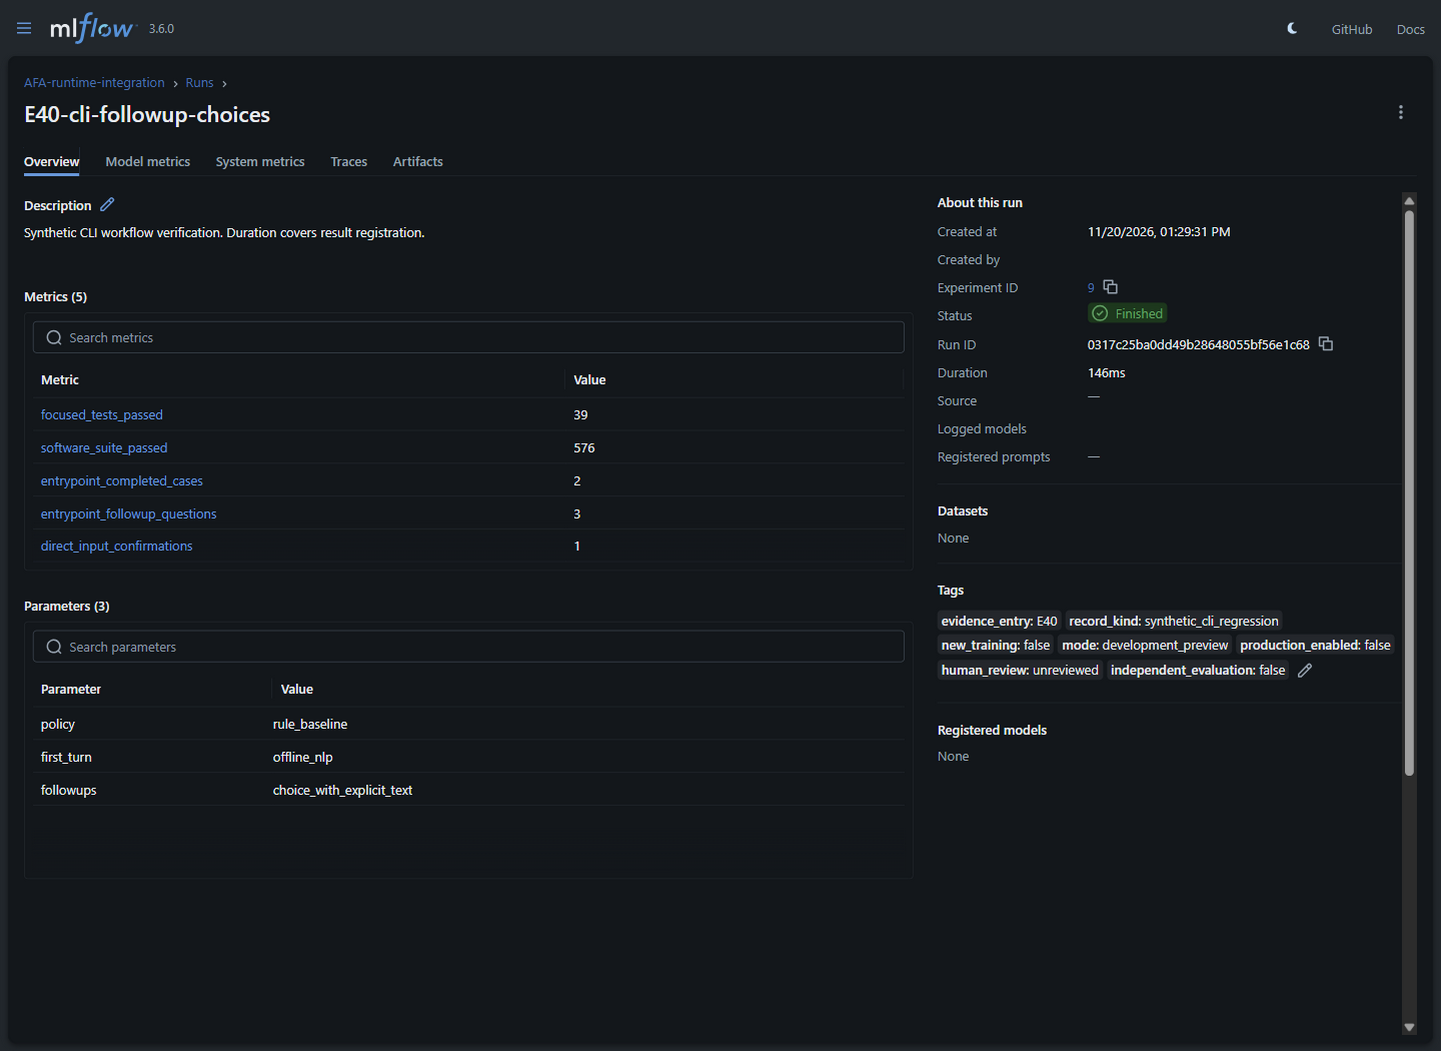 mlflow 3.6.0 GitHub Docs
AFA-runtime-integration > Runs >
E40-cli-followup-choices
Overview Model metrics System metrics Traces Artifacts
Description
Synthetic CLI workflow verification. Duration covers result registration.
Metrics (5)
Search metrics
Metric Value
focused_tests_passed 39
software_suite_passed 576
entrypoint_completed_cases 2
entrypoint_followup_questions 3
direct_input_confirmations 1
Parameters (3)
Search parameters
Parameter Value
policy rule_baseline
first_turn offline_nlp
followups choice_with_explicit_text
About this run
Created at 11/20/2026, 01:29:31 PM
Created by
Experiment ID 9
Status Finished
Run ID 0317c25ba0dd49b28648055bf56e1c68
Duration 146ms
Source —
Logged models
Registered prompts —
Datasets
None
Tags
evidence_entry: E40 record_kind: synthetic_cli_regression
new_training: false mode: development_preview production_enabled: false
human_review: unreviewed independent_evaluation: false
Registered models
None